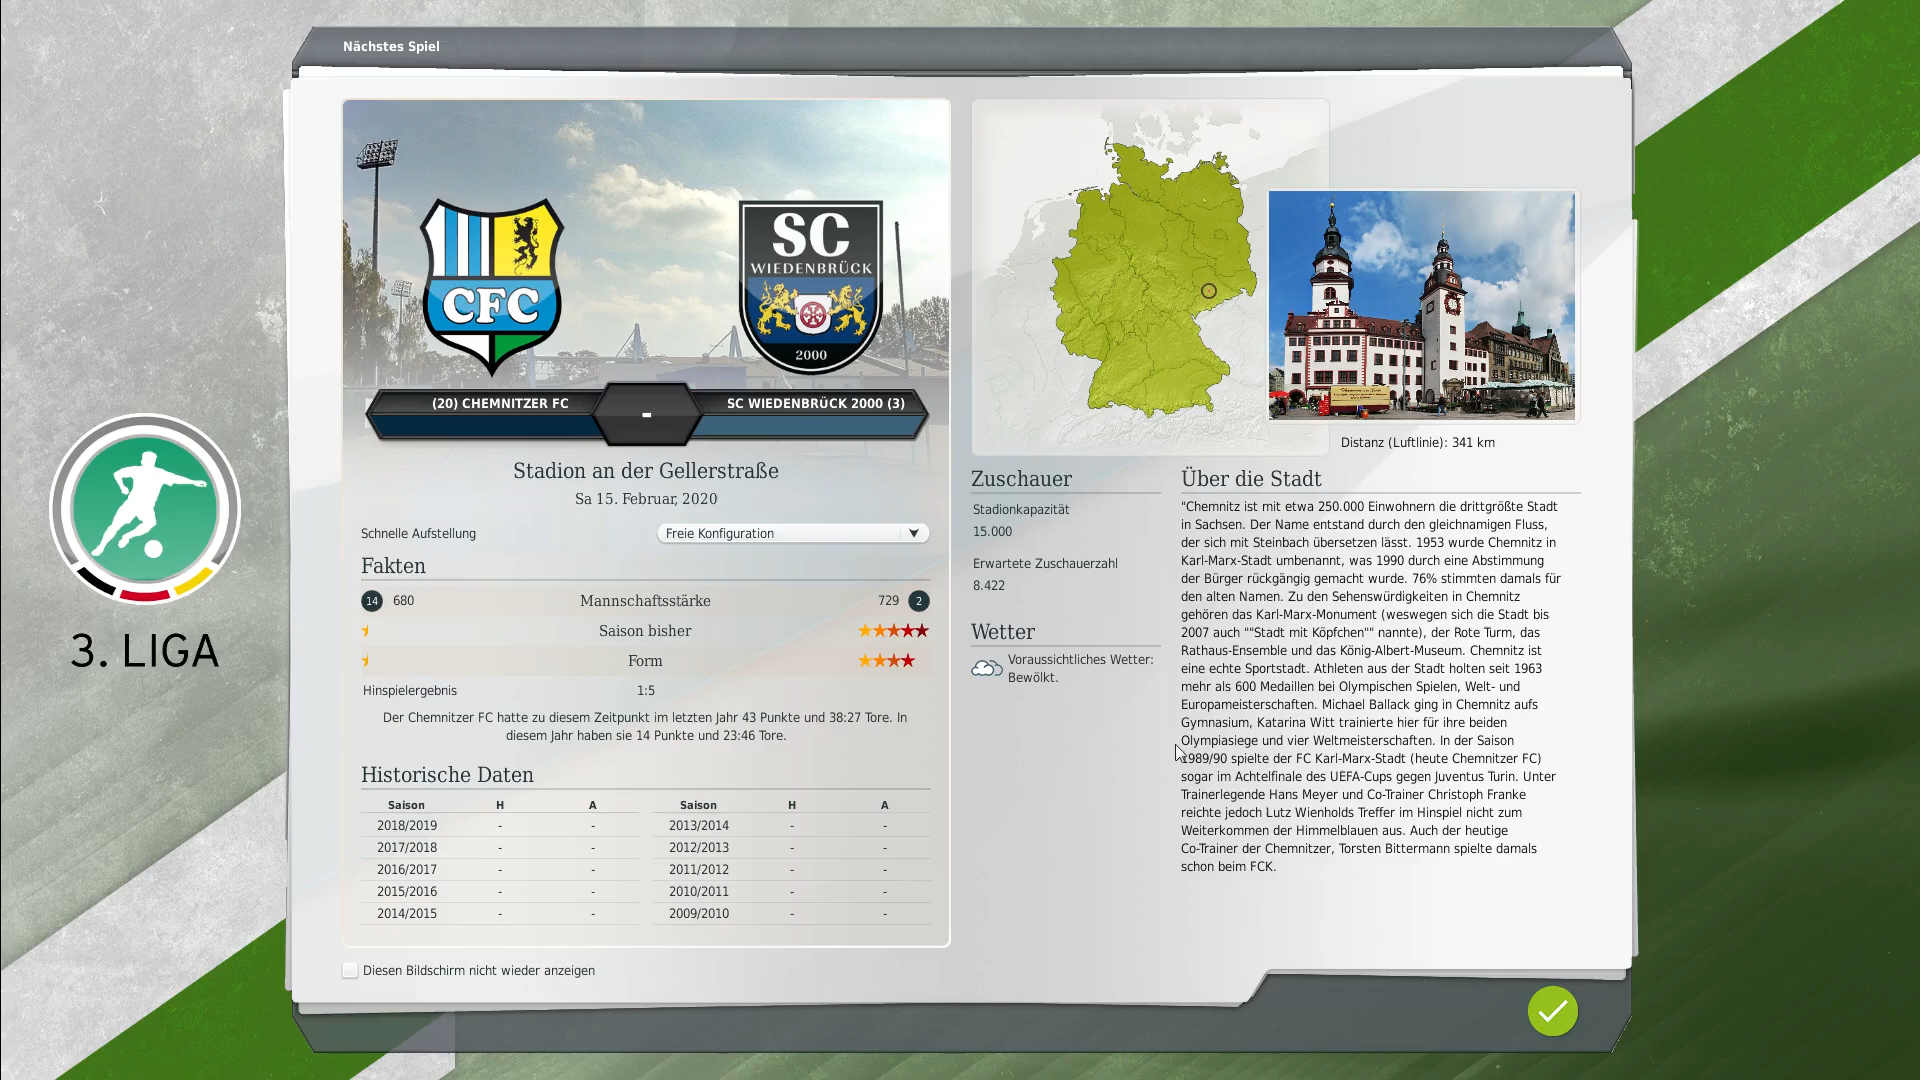 Nächstes Spiel
CFC
SC
WIEDENBRÜCK
2000
(20) CHEMNITZER FC
-
SC WIEDENBRÜCK 2000 (3)
Stadion an der Gellerstraße
Sa 15. Februar, 2020
Schnelle Aufstellung
Freie Konfiguration
Fakten
14 680 Mannschaftsstärke 729 2
Saison bisher
Form
Hinspielergebnis 1:5
Der Chemnitzer FC hatte zu diesem Zeitpunkt im letzten Jahr 43 Punkte und 38:27 Tore. In
diesem Jahr haben sie 14 Punkte und 23:46 Tore.
Historische Daten
Saison H A Saison H A
2018/2019 - - 2013/2014 - -
2017/2018 - - 2012/2013 - -
2016/2017 - - 2011/2012 - -
2015/2016 - - 2010/2011 - -
2014/2015 - - 2009/2010 - -
Diesen Bildschirm nicht wieder anzeigen
3. LIGA
Distanz (Luftlinie): 341 km
Zuschauer
Stadionkapazität
15.000
Erwartete Zuschauerzahl
8.422
Wetter
Voraussichtliches Wetter:
Bewölkt.
Über die Stadt
"Chemnitz ist mit etwa 250.000 Einwohnern die drittgrößte Stadt
in Sachsen. Der Name entstand durch den gleichnamigen Fluss,
der sich mit Steinbach übersetzen lässt. 1953 wurde Chemnitz in
Karl-Marx-Stadt umbenannt, was 1990 durch eine Abstimmung
der Bürger rückgängig gemacht wurde. 76% stimmten damals für
den alten Namen. Zu den Sehenswürdigkeiten in Chemnitz
gehören das Karl-Marx-Monument (weswegen sich die Stadt bis
2007 auch ""Stadt mit Köpfchen"" nannte), der Rote Turm, das
Rathaus-Ensemble und das König-Albert-Museum. Chemnitz ist
eine echte Sportstadt. Athleten aus der Stadt holten seit 1963
mehr als 600 Medaillen bei Olympischen Spielen, Welt- und
Europameisterschaften. Michael Ballack ging in Chemnitz aufs
Gymnasium, Katarina Witt trainierte hier für ihre beiden
Olympiasiege und vier Weltmeisterschaften. In der Saison
1989/90 spielte der FC Karl-Marx-Stadt (heute Chemnitzer FC)
sogar im Achtelfinale des UEFA-Cups gegen Juventus Turin. Unter
Trainerlegende Hans Meyer und Co-Trainer Christoph Franke
reichte jedoch Lutz Wienholds Treffer im Hinspiel nicht zum
Weiterkommen der Himmelblauen aus. Auch der heutige
Co-Trainer der Chemnitzer, Torsten Bittermann spielte damals
schon beim FCK.